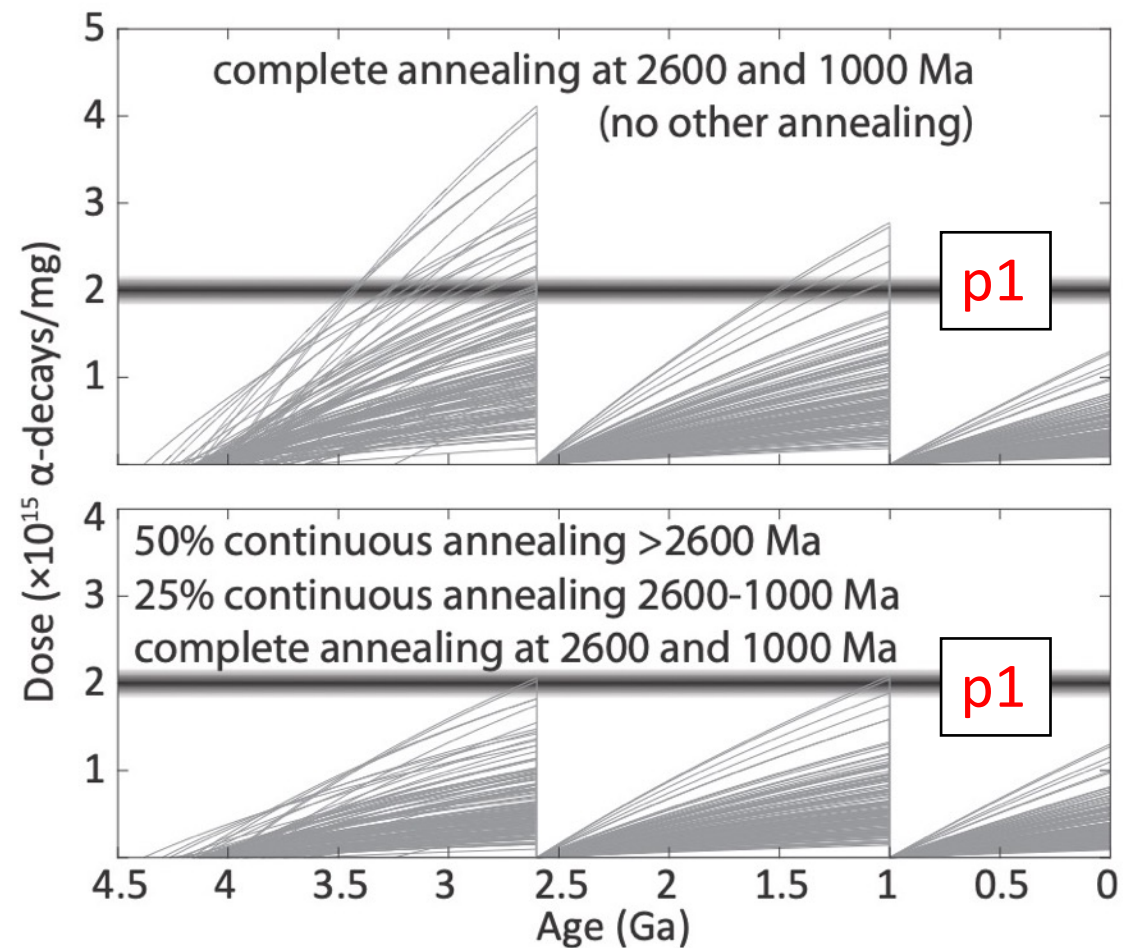 5
complete annealing at 2600 and 1000 Ma
4
(no other annealing)
3
2
p1
1
Dose (×10¹⁵ α-decays/mg)
4
50% continuous annealing >2600 Ma
3
25% continuous annealing 2600-1000 Ma
complete annealing at 2600 and 1000 Ma
2
p1
1
4.5 4 3.5 3 2.5 2 1.5 1 0.5 0
Age (Ga)